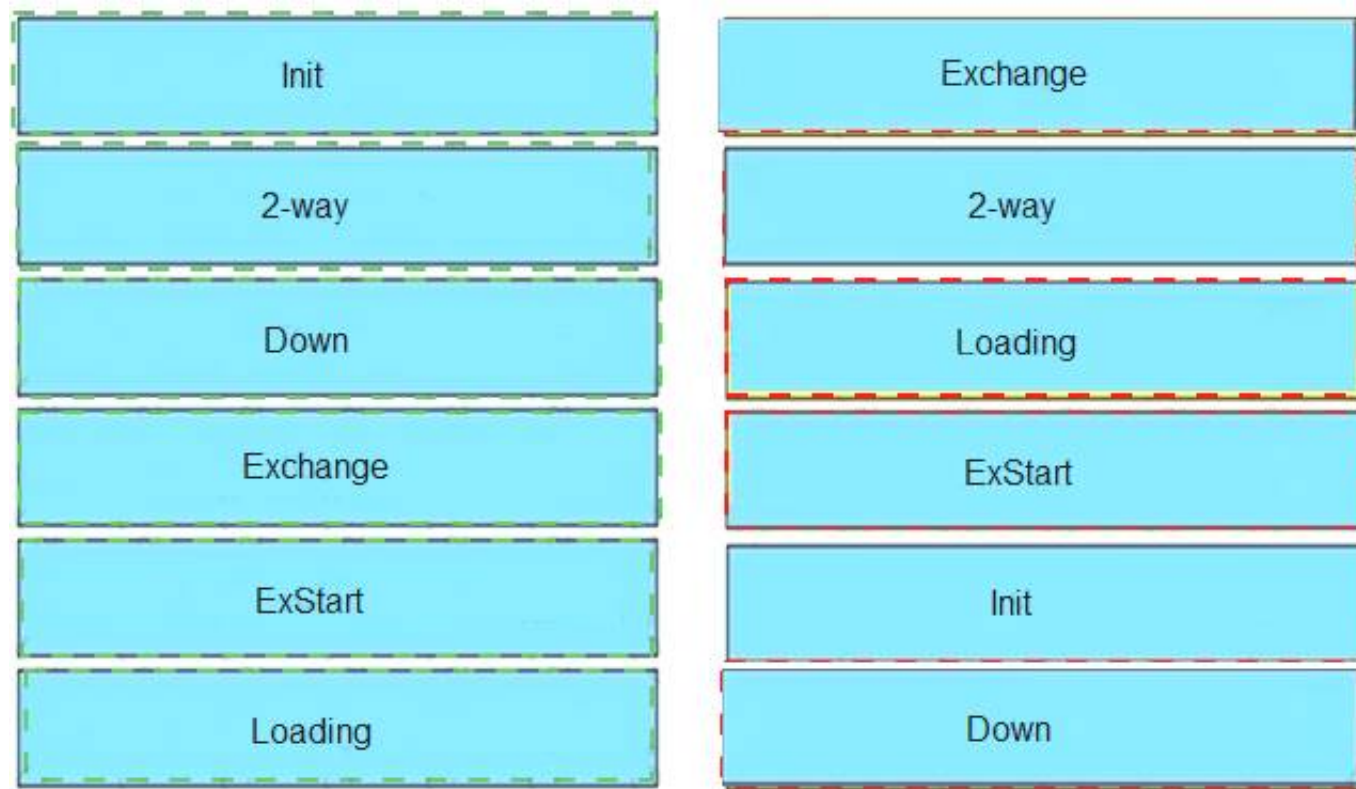 Init
2-way
Down
Exchange
ExStart
Loading
Exchange
2-way
Loading
ExStart
Init
Down